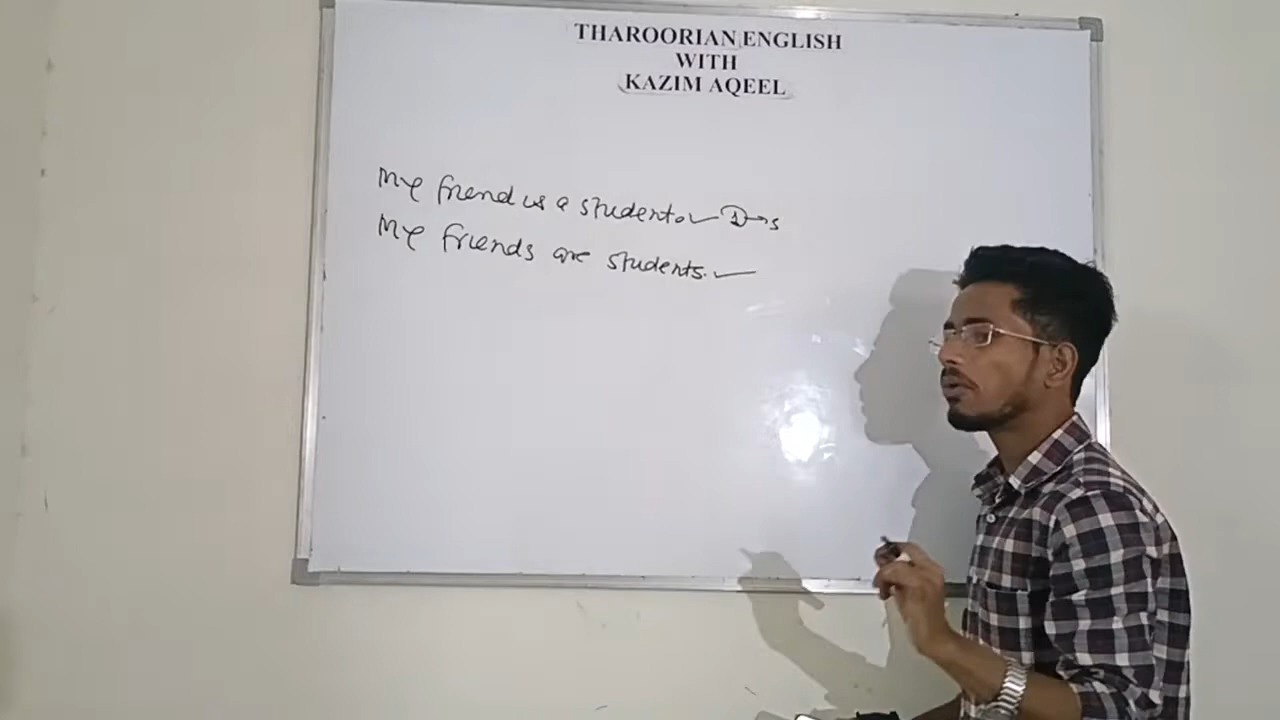 THAROORIAN ENGLISH
WITH
KAZIM AQEEL
My friend is a student.
My friends are students.